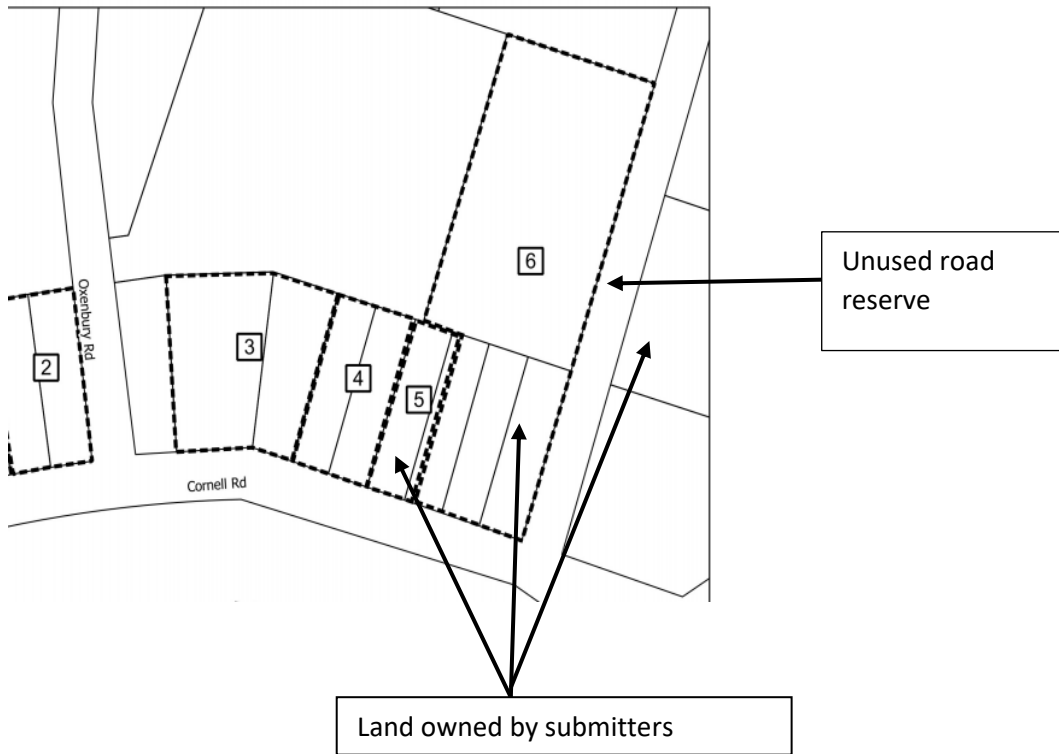 6
Unused road
reserve
Oxenbury Rd
2
3
4
5
Cornell Rd
Land owned by submitters